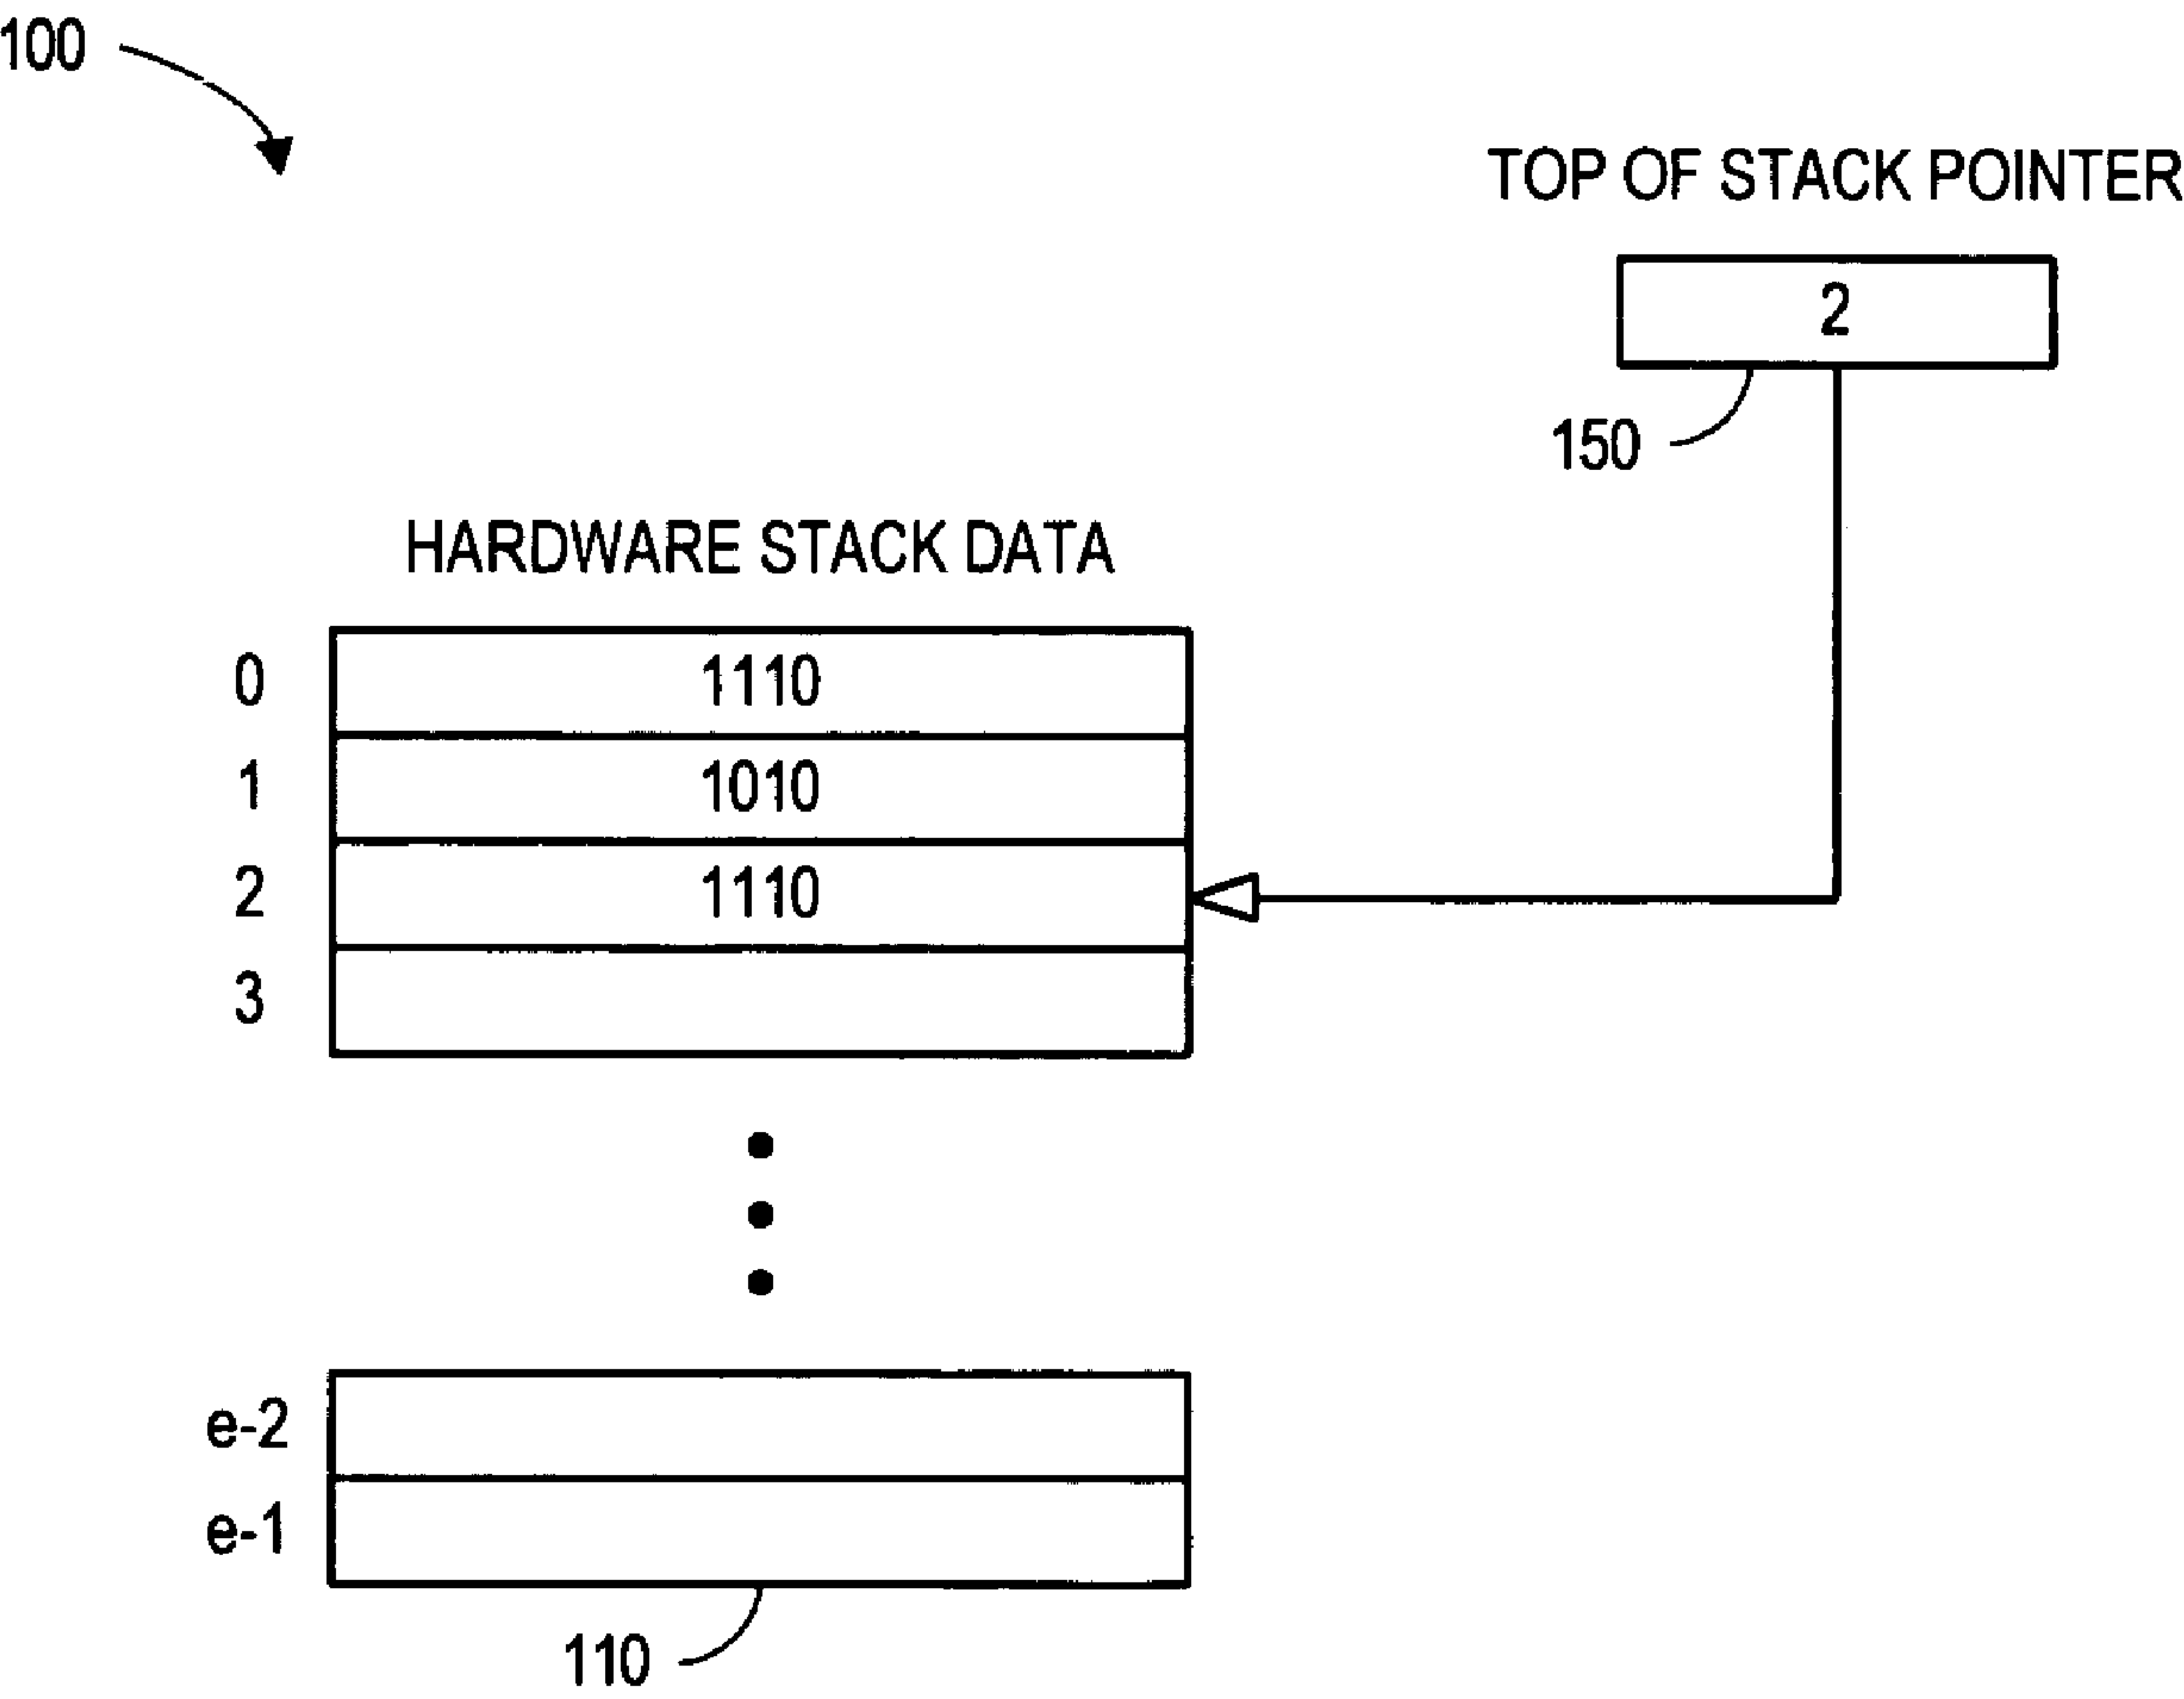 100
TOP OF STACK POINTER
2
150
HARDWARE STACK DATA
0 1110
1 1010
2 1110
3
e-2
e-1
110